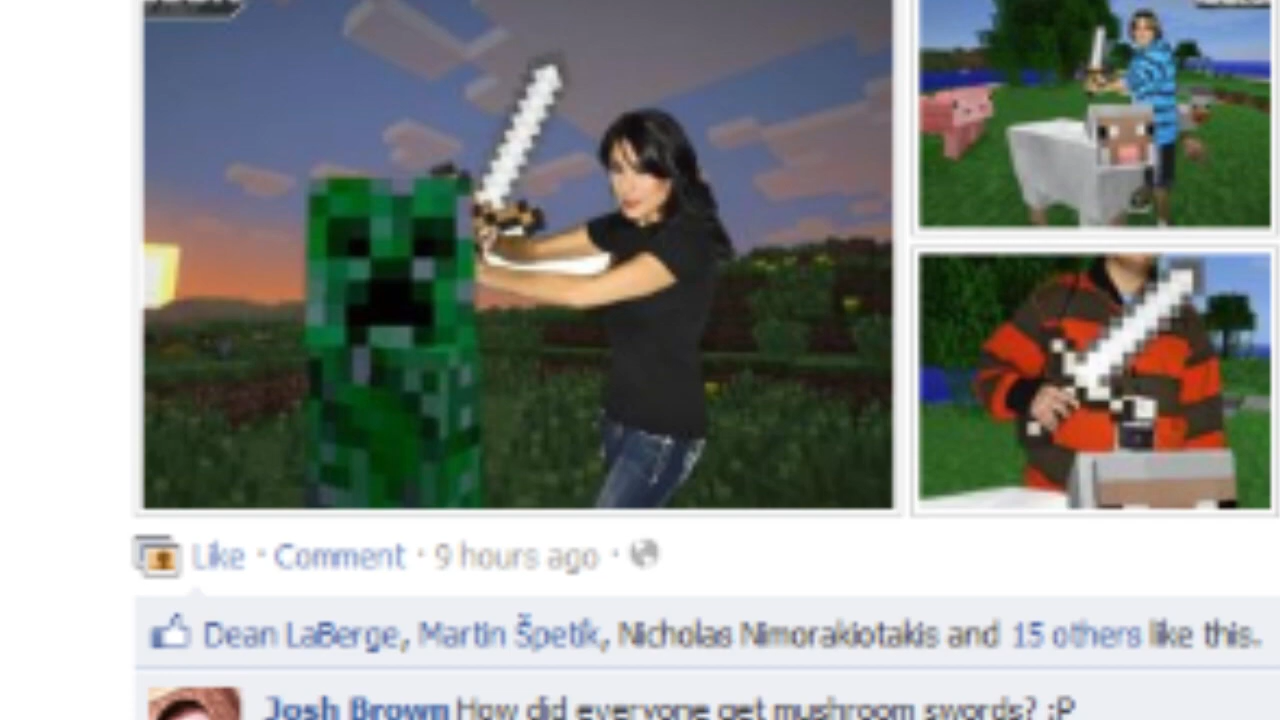 Like · Comment · 9 hours ago ·
Dean LaBerge, Martin Špetík, Nicholas Nimorakiotakis and 15 others like this.
Josh Brown How did everyone get mushroom swords? :P